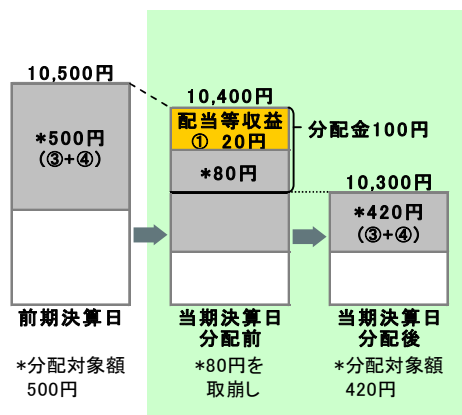 10,500円
*500円
(③+④)
前期決算日
*分配対象額
500円
10,400円
配当等収益
① 20円
*80円
分配金100円
当期決算日
分配前
*80円を
取崩し
10,300円
*420円
(③+④)
当期決算日
分配後
*分配対象額
420円